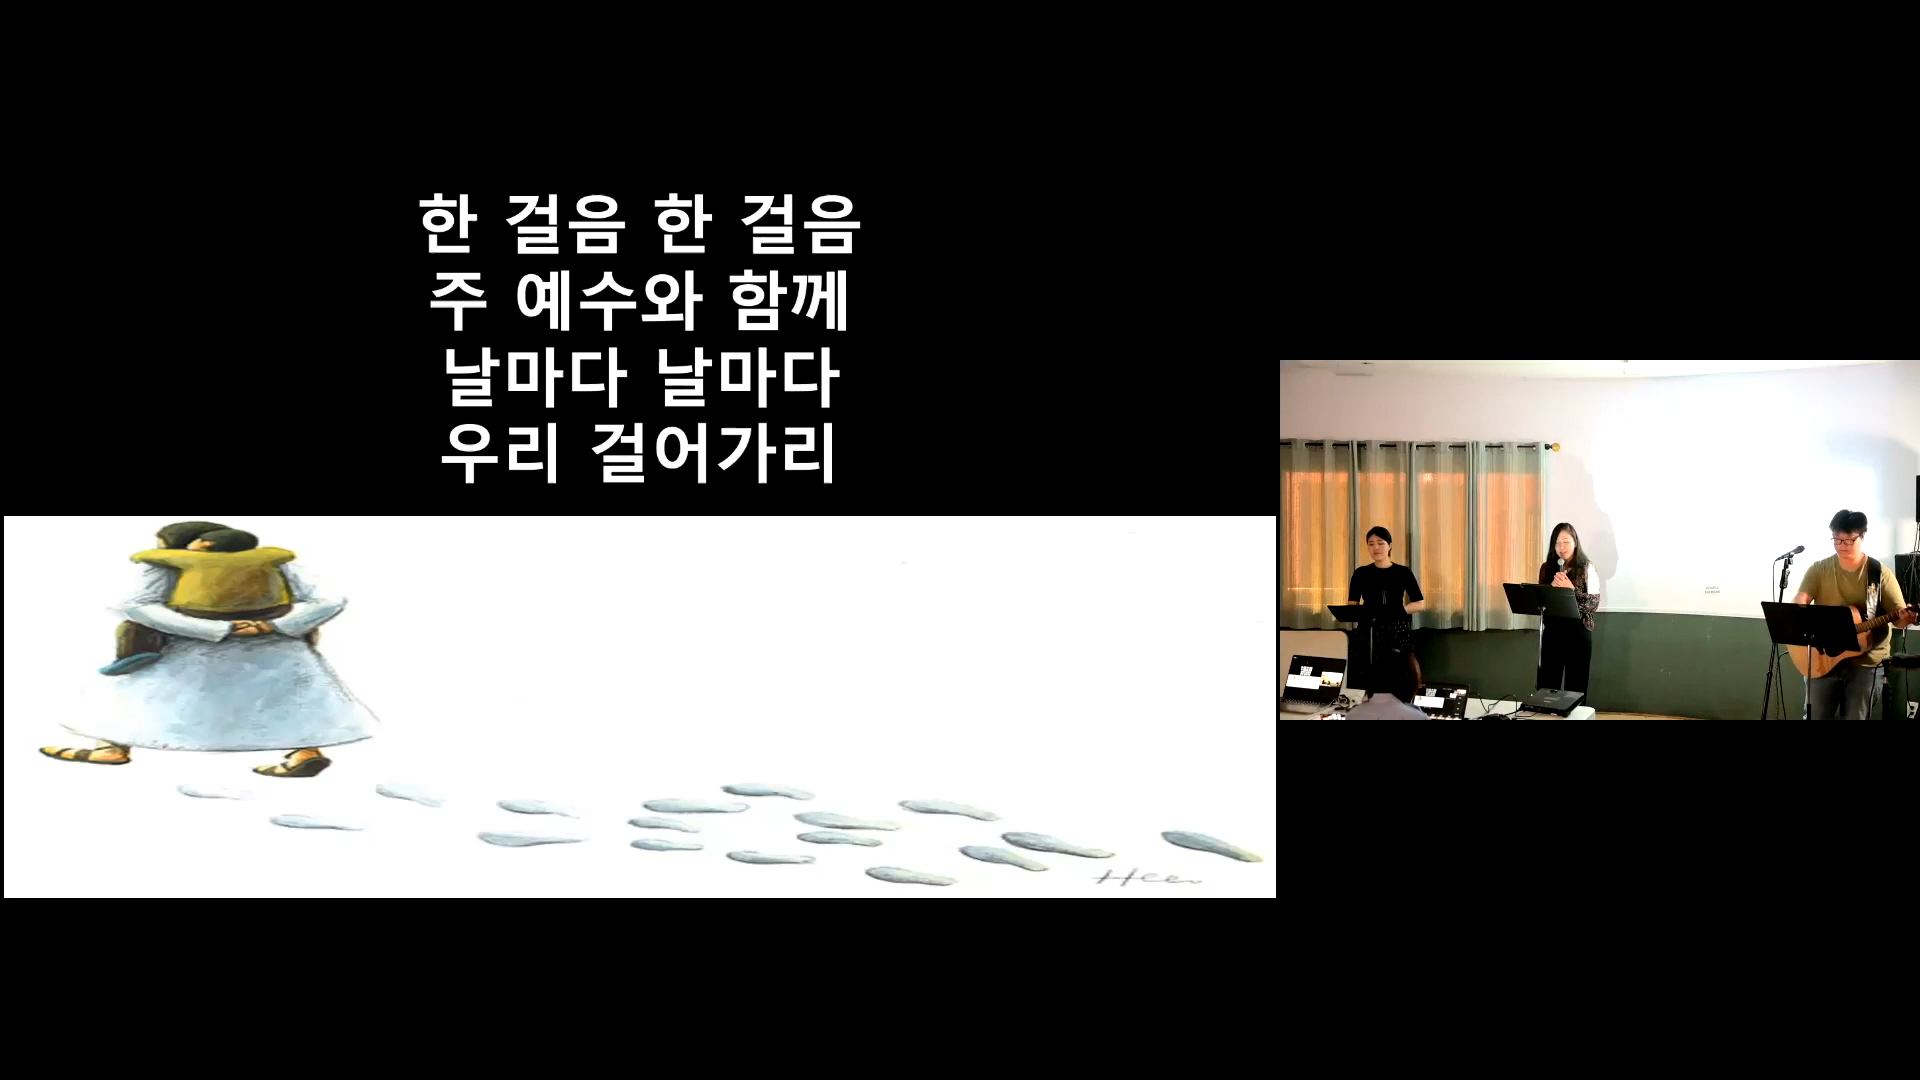 한 걸음 한 걸음
주 예수와 함께
날마다 날마다
우리 걸어가리
Heeo